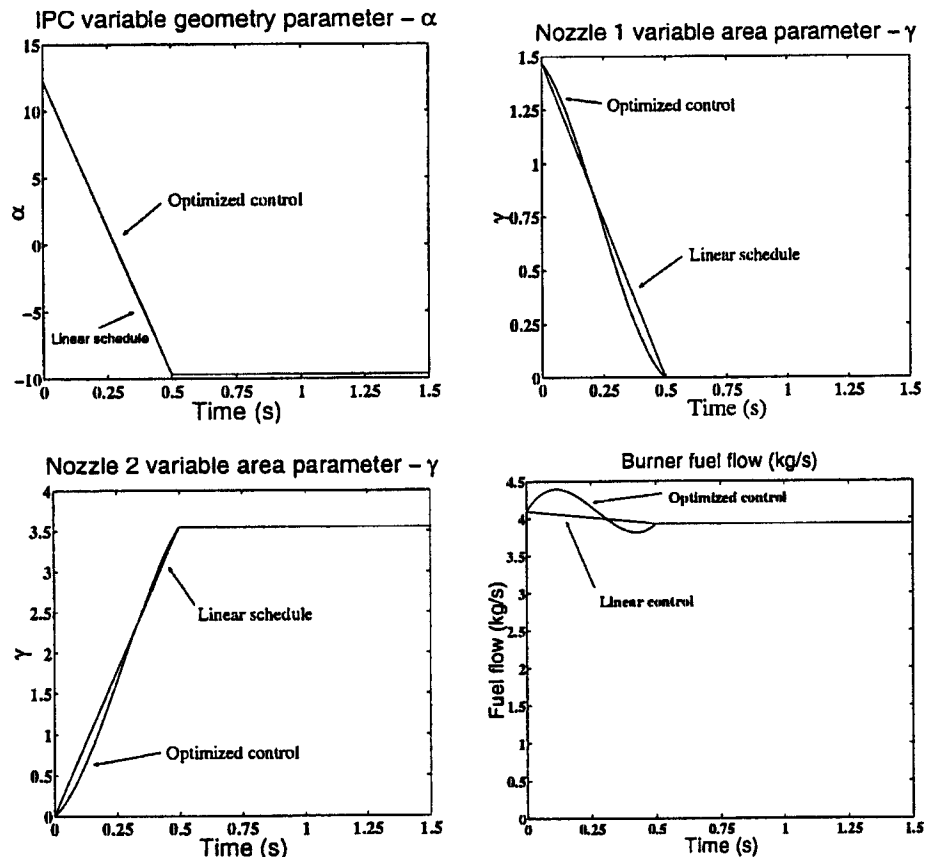 IPC variable geometry parameter – α
15
10
5
0
−5
−10
α
Optimized control
Linear schedule
0 0.25 0.5 0.75 1 1.25 1.5
Time (s)
Nozzle 1 variable area parameter – γ
1.5
1.25
1
0.75
0.5
0.25
0
γ
Optimized control
Linear schedule
0 0.25 0.5 0.75 1 1.25 1.5
Time (s)
Nozzle 2 variable area parameter – γ
4
3.5
3
2.5
2
1.5
1
0.5
0
γ
Linear schedule
Optimized control
0 0.25 0.5 0.75 1 1.25 1.5
Time (s)
Burner fuel flow (kg/s)
4.5
4
3.5
3
2.5
2
1.5
1
0.5
0
Fuel flow (kg/s)
Optimized control
Linear control
0 0.25 0.5 0.75 1 1.25 1.5
Time (s)